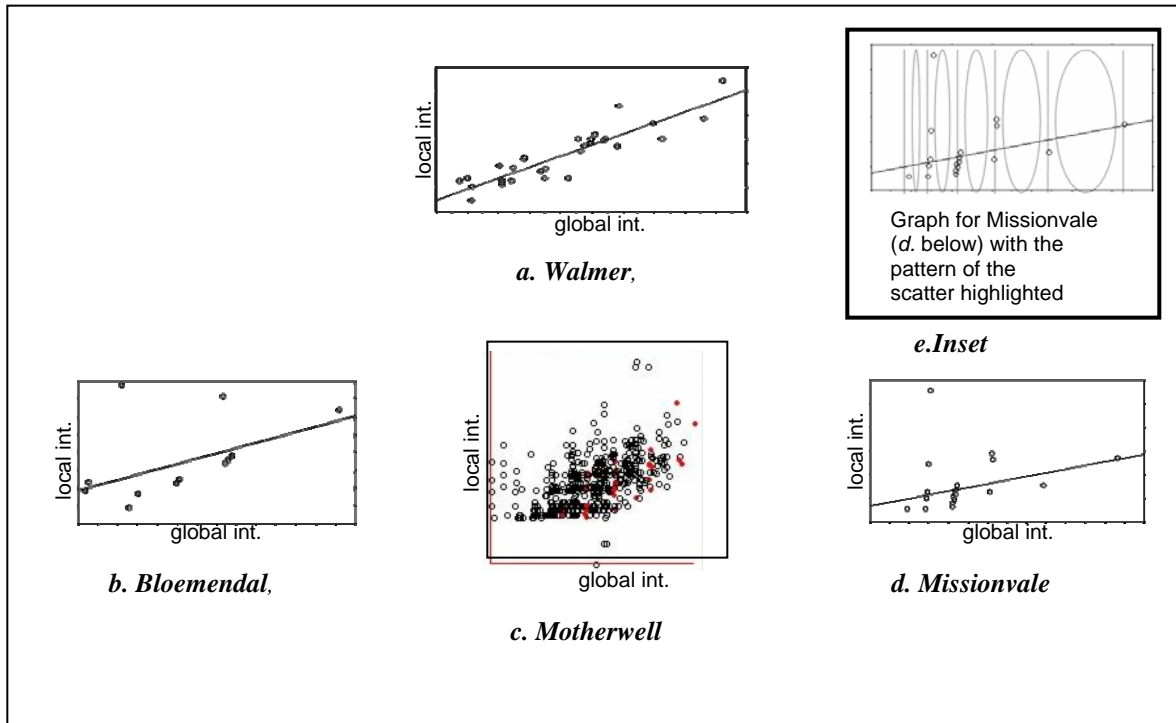 local int.
global int.
a. Walmer,
Graph for Missionvale
(d. below) with the
pattern of the
scatter highlighted
e.Inset
local int.
global int.
b. Bloemendal,
local int.
global int.
c. Motherwell
local int.
global int.
d. Missionvale